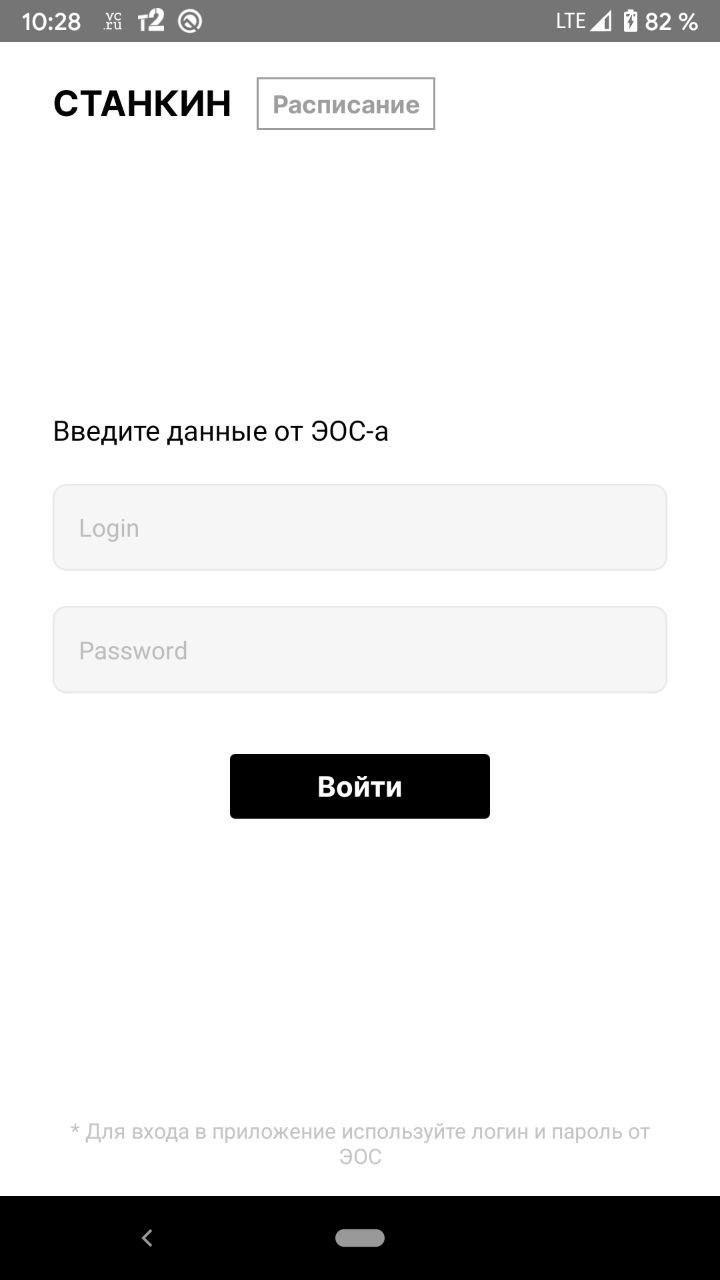 10:28 vc.ru T2 LTE 82 %
СТАНКИН Расписание
Введите данные от ЭОС-а
Login
Password
Войти
* Для входа в приложение используйте логин и пароль от
ЭОС